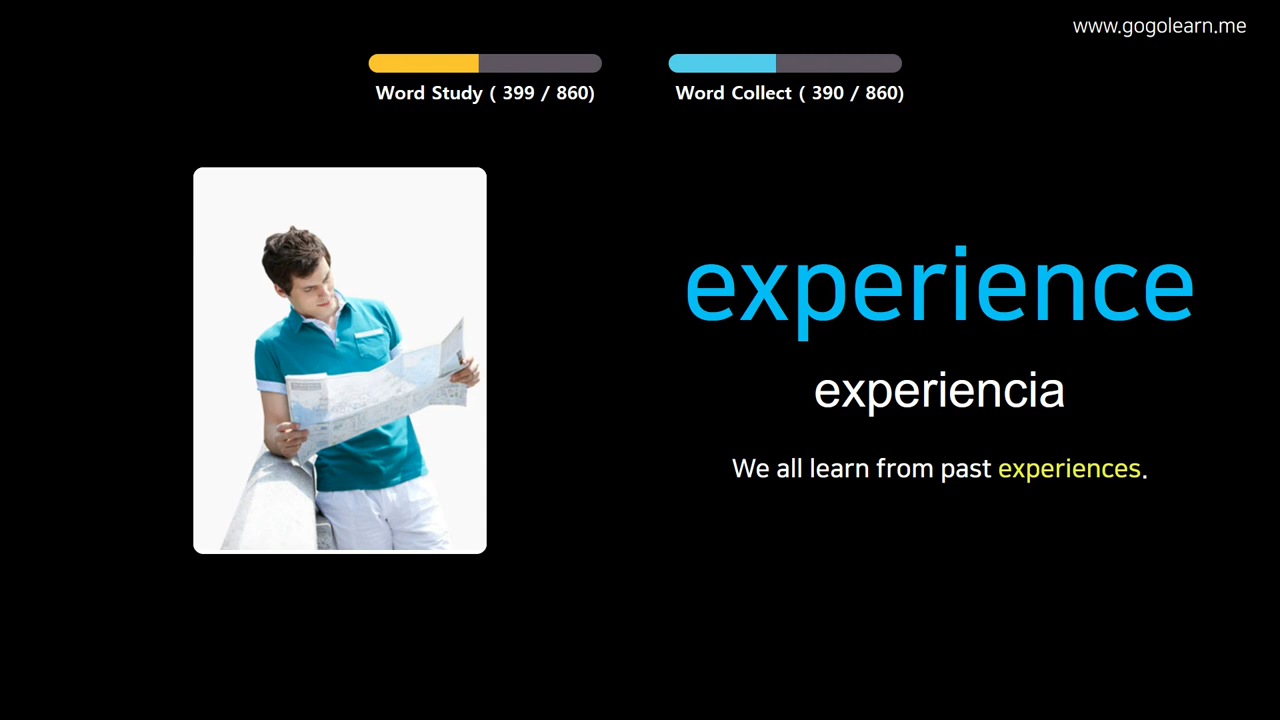 www.gogolearn.me
Word Study ( 399 / 860)
Word Collect ( 390 / 860)
experience
experiencia
We all learn from past experiences.